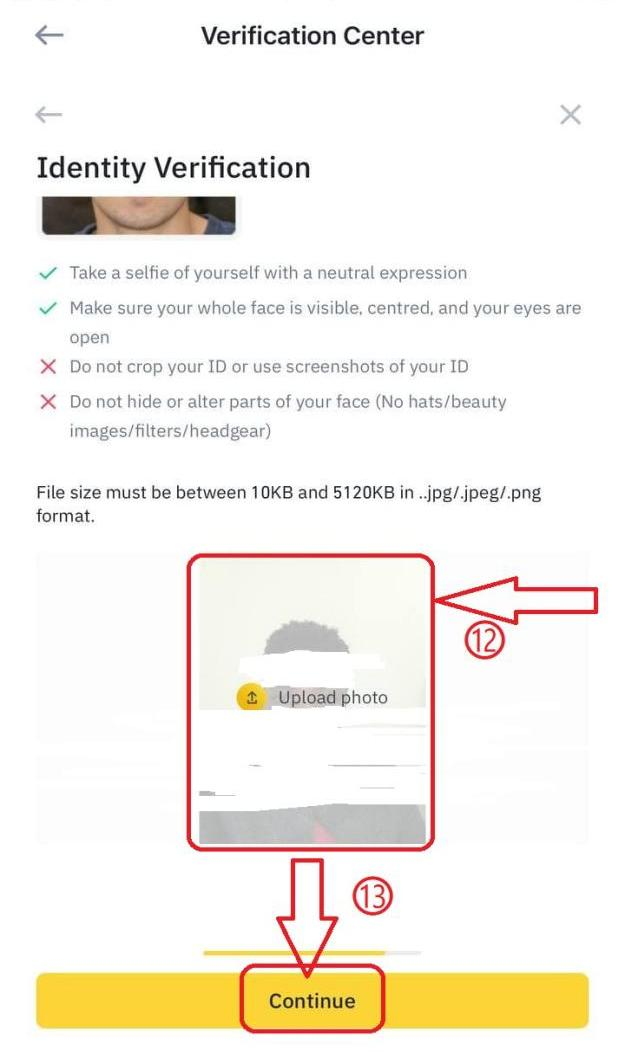 Verification Center
Identity Verification
Take a selfie of yourself with a neutral expression
Make sure your whole face is visible, centred, and your eyes are
open
Do not crop your ID or use screenshots of your ID
Do not hide or alter parts of your face (No hats/beauty
images/filters/headgear)
File size must be between 10KB and 5120KB in ..jpg/.jpeg/.png
format.
⑫
Upload photo
⑬
Continue